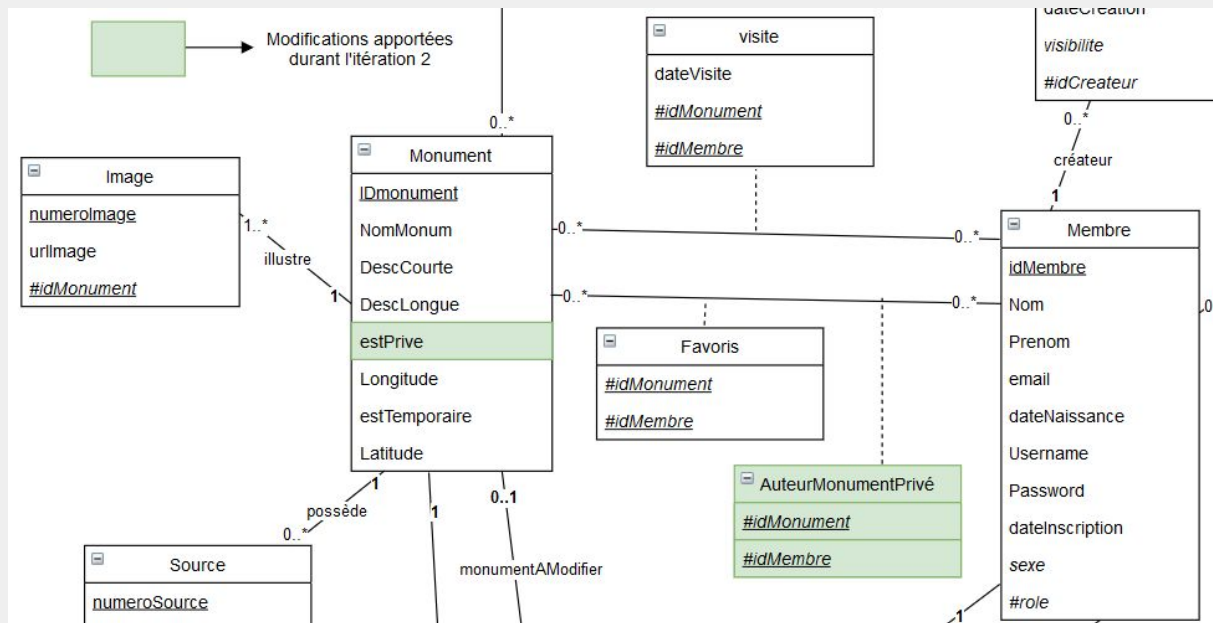 Modifications apportées
durant l'itération 2
visite
dateVisite
#idMonument
#idMembre
dateCreation
visibilite
#idCreateur
0..*
créateur
1
0..*
Image
numeroImage
urlImage
#idMonument
1..*
illustre
1
Monument
IDmonument
NomMonum
DescCourte
DescLongue
estPrive
Longitude
estTemporaire
Latitude
0..*
0..*
0..*
0..*
Favoris
#idMonument
#idMembre
AuteurMonumentPrivé
#idMonument
#idMembre
Membre
idMembre
Nom
Prenom
email
dateNaissance
Username
Password
dateInscription
sexe
#role
0
1
1
possède
0..*
1
0..1
monumentAModifier
Source
numeroSource